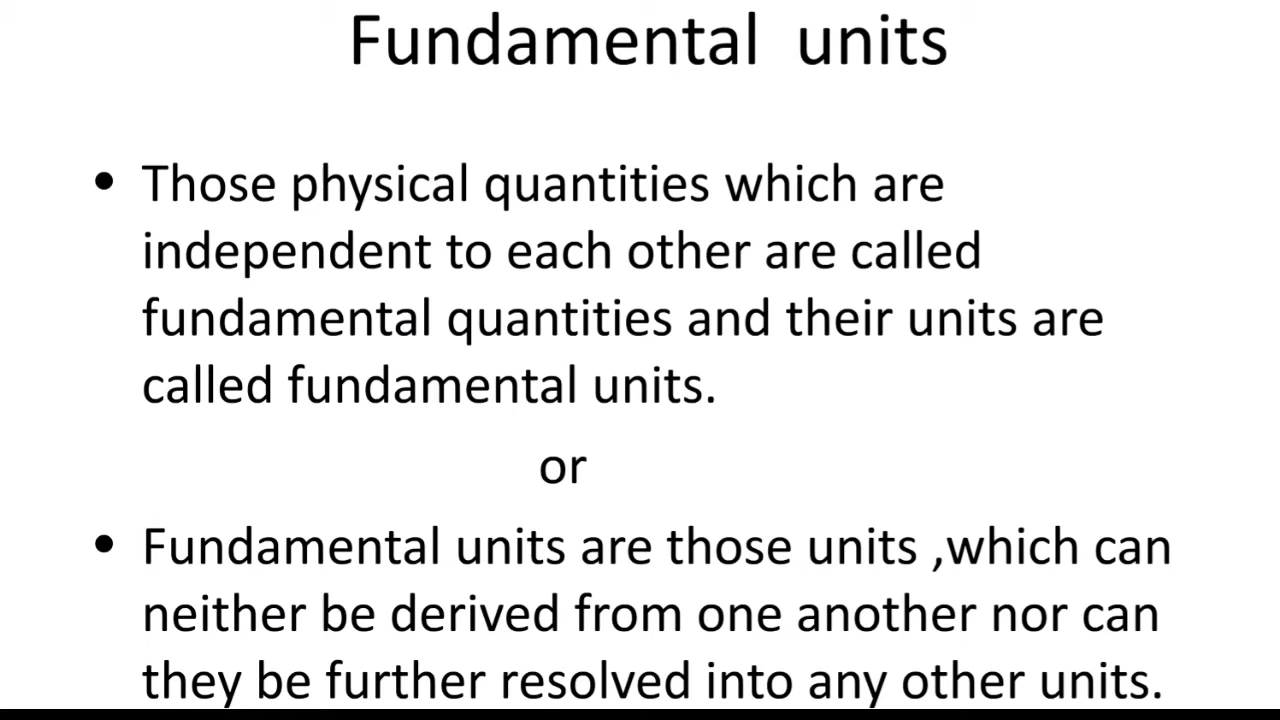 Fundamental units
• Those physical quantities which are
independent to each other are called
fundamental quantities and their units are
called fundamental units.
or
• Fundamental units are those units ,which can
neither be derived from one another nor can
they be further resolved into any other units.